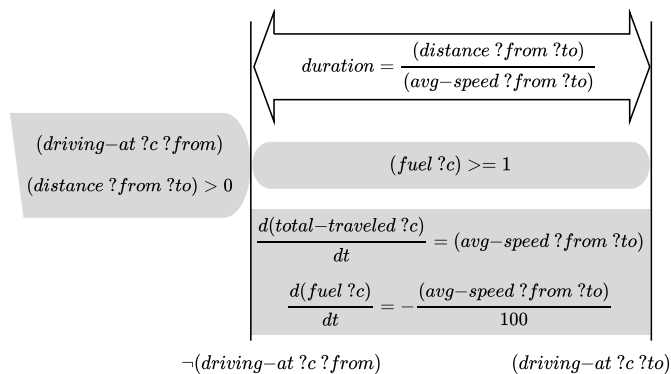 duration = (distance ?from ?to) / (avg−speed ?from ?to)
(driving−at ?c ?from)
(distance ?from ?to) > 0
(fuel ?c) >= 1
d(total−traveled ?c) / dt = (avg−speed ?from ?to)
d(fuel ?c) / dt = − (avg−speed ?from ?to) / 100
¬(driving−at ?c ?from)
(driving−at ?c ?to)